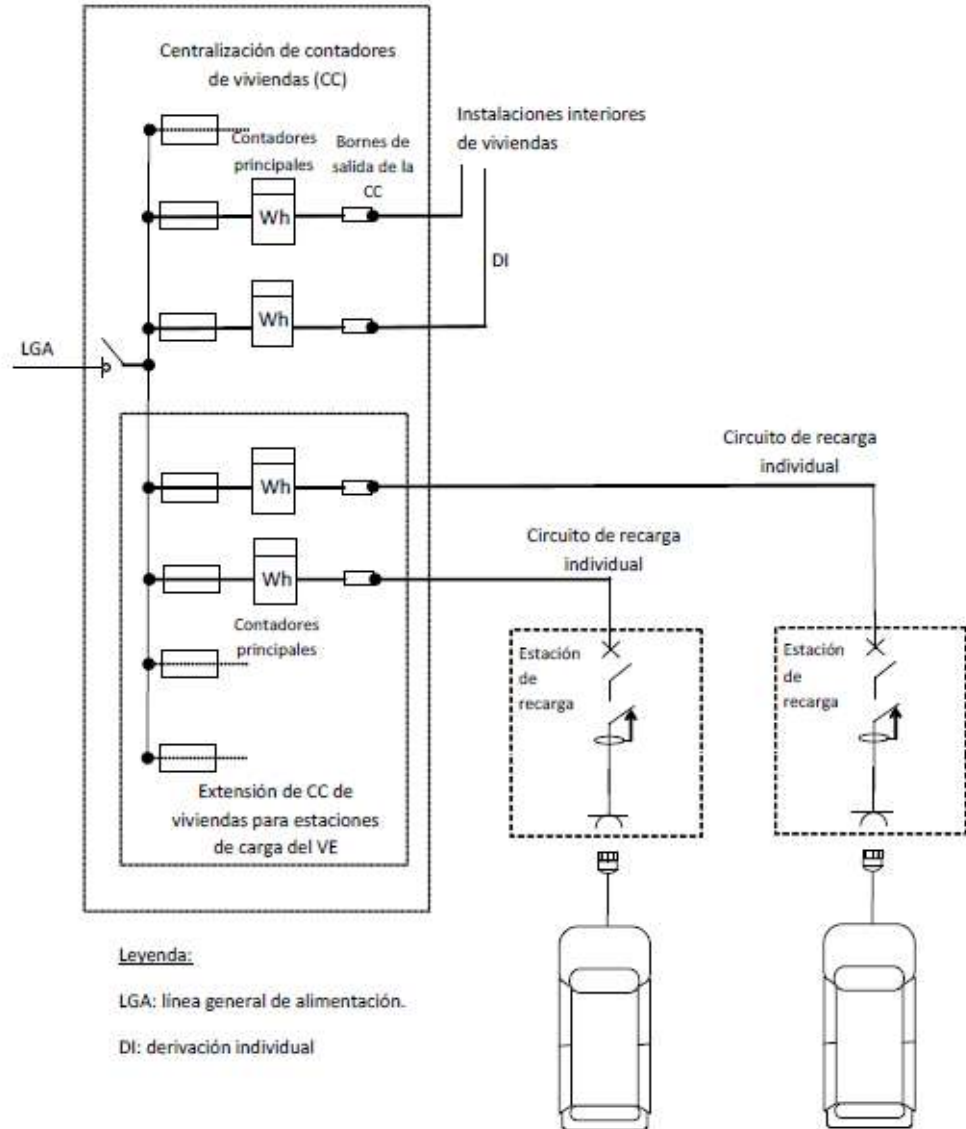 Centralización de contadores
de viviendas (CC)
Instalaciones interiores
de viviendas
Contadores
principales
Bornes de
salida de la
CC
Wh
DI
Wh
LGA
Circuito de recarga
individual
Wh
Circuito de recarga
individual
Wh
Contadores
principales
Estación
de
recarga
Estación
de
recarga
Extensión de CC de
viviendas para estaciones
de carga del VE
Leyenda:
LGA: línea general de alimentación.
DI: derivación individual